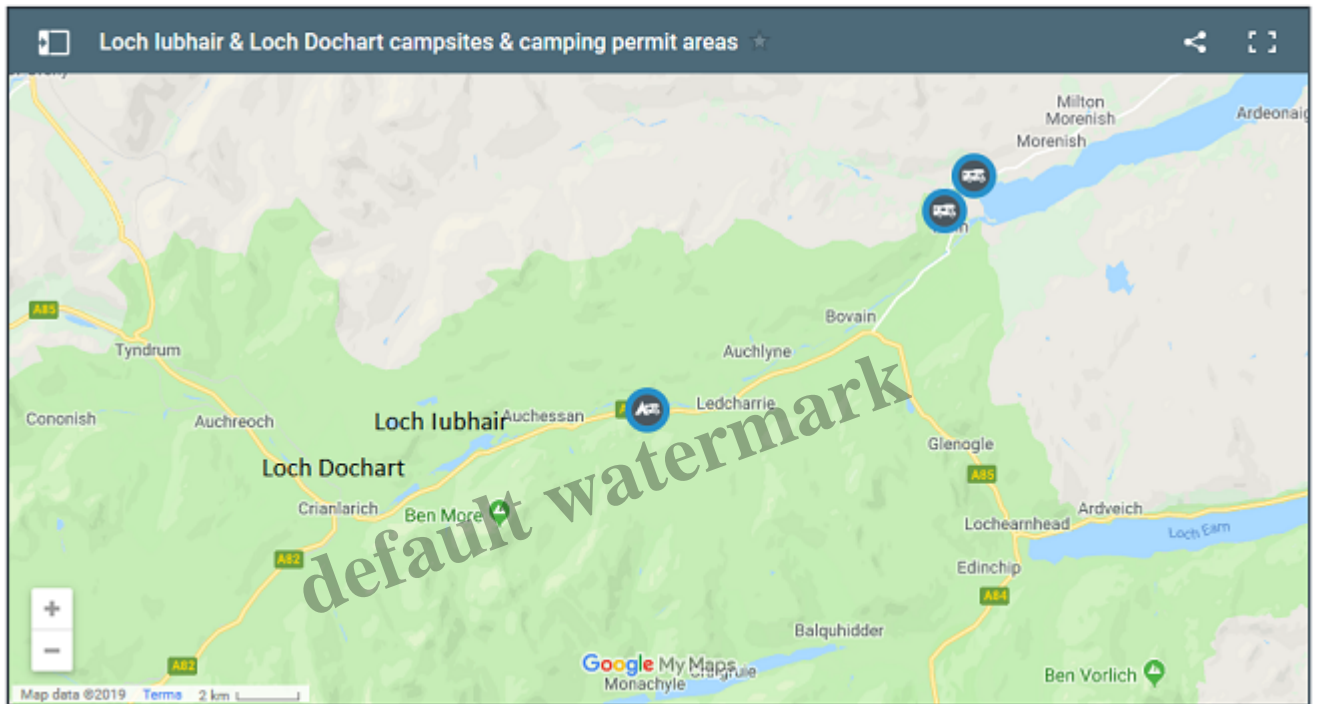 Loch Iubhair & Loch Dochart campsites & camping permit areas
Milton
Morenish
Morenish
A85
Bovain
Tyndrum
Auchlyne
Ledcharrie
Cononish
Auchreoch
Loch Iubhair
Auchessan
Glenogle
Loch Dochart
A85
Crianlarich
Ben More
Ardveich
Lochearnhead
Loch Earn
default watermark
A82
Edinchip
A84
Balquhidder
Google My Maps
Monachyle
A82
Ben Vorlich
Map data ©2019 Terms 2 km